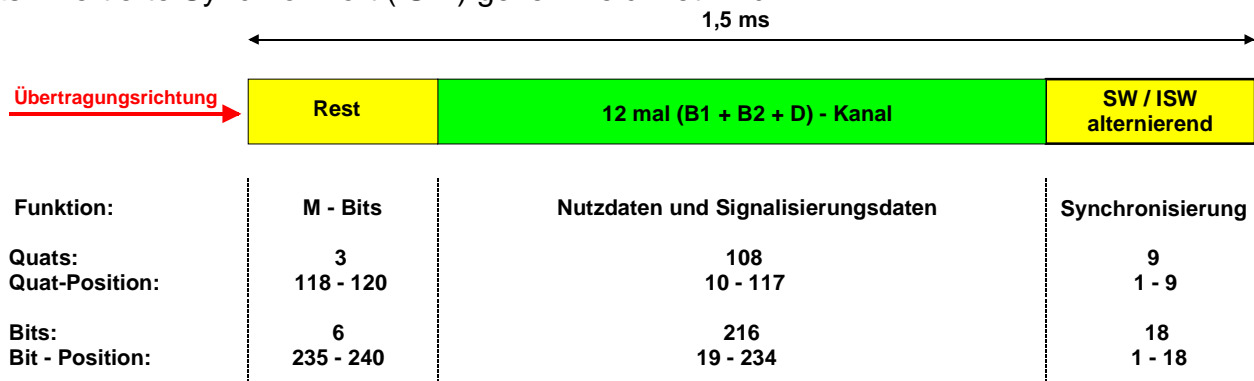 1,5 ms
Übertragungsrichtung Rest 12 mal (B1 + B2 + D) - Kanal SW / ISW
alternierend
Funktion: M - Bits Nutzdaten und Signalisierungsdaten Synchronisierung
Quats: 3 108 9
Quat-Position: 118 - 120 10 - 117 1 - 9
Bits: 6 216 18
Bit - Position: 235 - 240 19 - 234 1 - 18